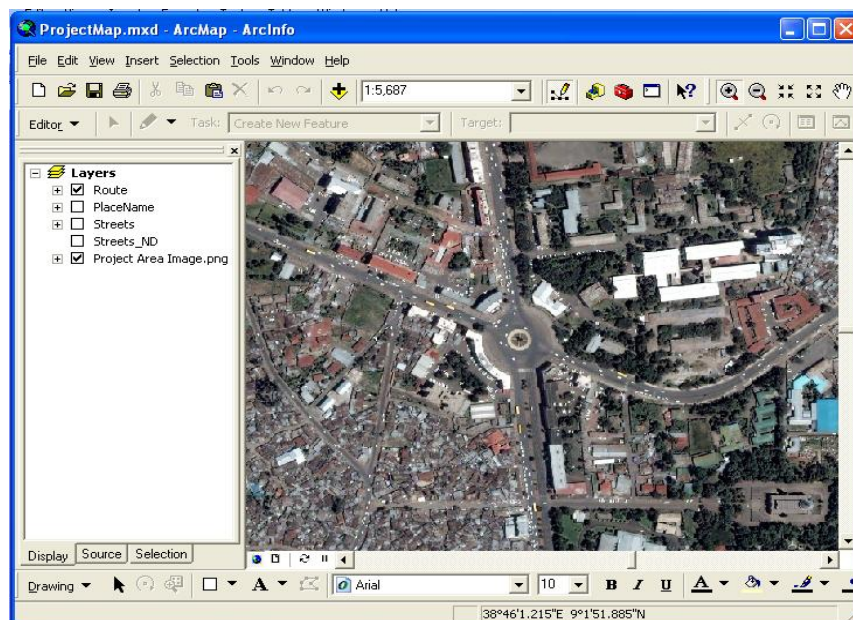 ProjectMap.mxd - ArcMap - ArcInfo
File Edit View Insert Selection Tools Window Help
1:5,687
Editor Task: Create New Feature Target:
Layers
Route
PlaceName
Streets
Streets_ND
Project Area Image.png
Display Source Selection
Drawing A Arial 10 B I U A
38°46'1.215"E 9°1'51.885"N